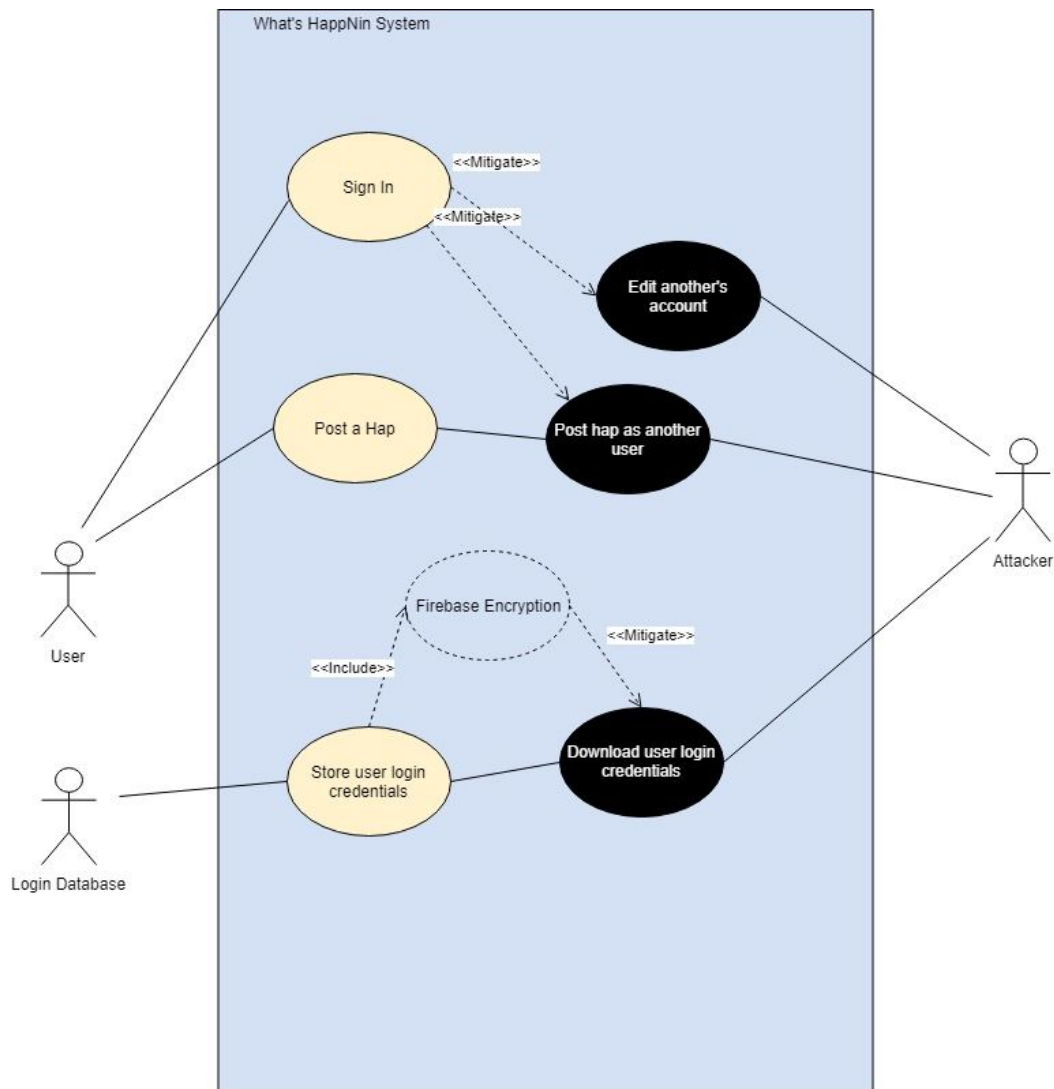 What's HappNin System
<<Mitigate>>
Sign In
<<Mitigate>>
Edit another's
account
Post a Hap
Post hap as another
user
Attacker
Firebase Encryption
<<Mitigate>>
User
<<Include>>
Download user login
credentials
Store user login
credentials
Login Database